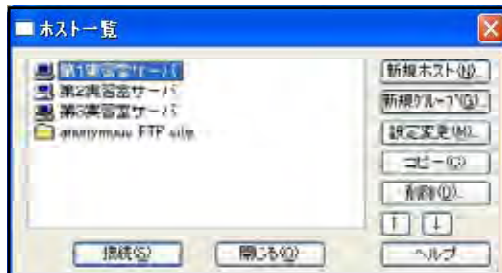 ホスト一覧
第1実習室サーバ
第2実習室サーバ
第3実習室サーバ
anonymous FTP site
新規ホスト(N)
新規グループ(G)
設定変更(M)...
コピー(C)
削除(D)...
↑ ↓
接続(S)
閉じる(O)
ヘルプ